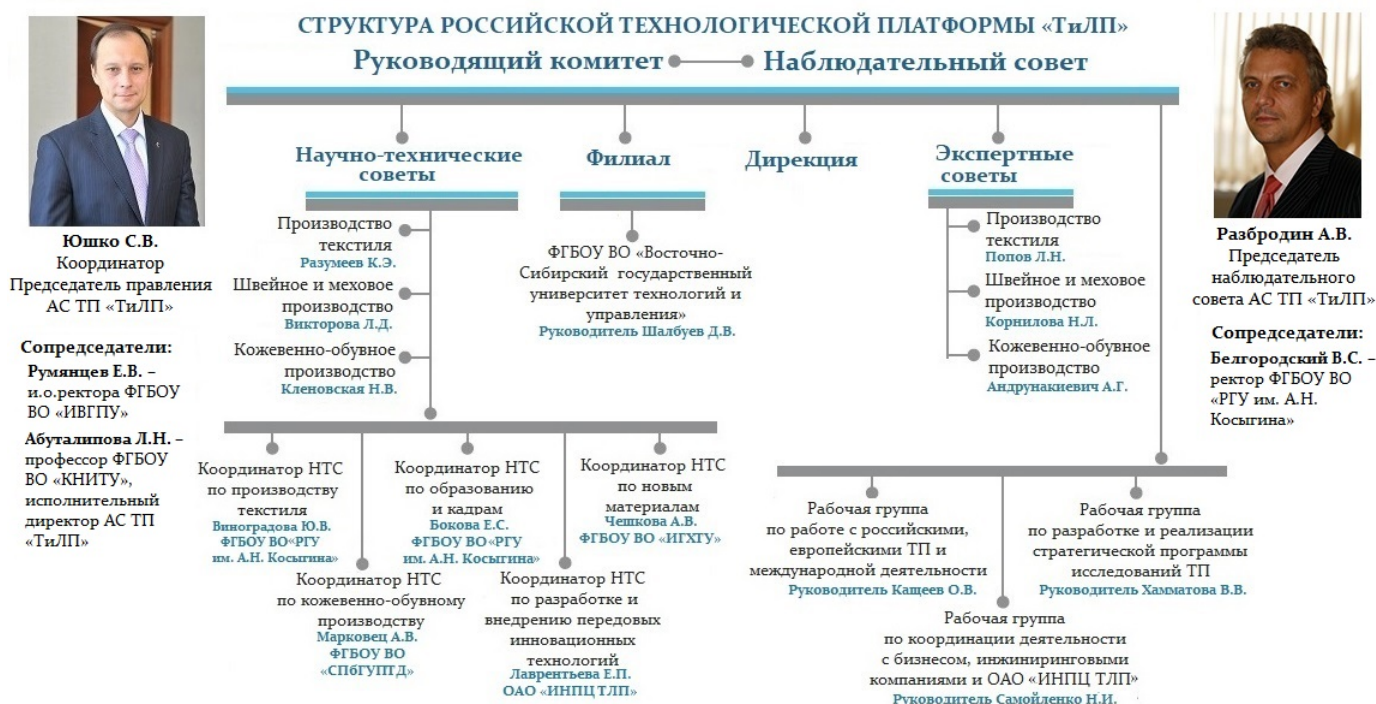 СТРУКТУРА РОССИЙСКОЙ ТЕХНОЛОГИЧЕСКОЙ ПЛАТФОРМЫ «ТиЛП»
Руководящий комитет
Наблюдательный совет
Юшко С.В.
Координатор
Председатель правления
АС ТП «ТиЛП»
Сопредседатели:
Румянцев Е.В. –
и.о.ректора ФГБОУ
ВО «ИВГПУ»
Абуталипова Л.Н. –
профессор ФГБОУ
ВО «КНИТУ»,
исполнительный
директор АС ТП
«ТиЛП»
Научно-технические
советы
Производство
текстиля
Разумеев К.Э.
Швейное и меховое
производство
Викторова Л.Д.
Кожевенно-обувное
производство
Кленовская Н.В.
Филиал
ФГБОУ ВО «Восточно-
Сибирский государственный
университет технологий и
управления»
Руководитель Шалбуев Д.В.
Дирекция
Экспертные
советы
Производство
текстиля
Попов Л.Н.
Швейное и меховое
производство
Корнилова Н.Л.
Кожевенно-обувное
производство
Андрунакиевич А.Г.
Разбродин А.В.
Председатель
наблюдательного
совета АС ТП «ТиЛП»
Сопредседатели:
Белгородский В.С. –
ректор ФГБОУ ВО
«РГУ им. А.Н.
Косыгина»
Координатор НТС
по производству
текстиля
Виноградова Ю.В.
ФГБОУ ВО«РГУ
им. А.Н. Косыгина»
Координатор НТС
по образованию
и кадрам
Бокова Е.С.
ФГБОУ ВО«РГУ
им. А.Н. Косыгина»
Координатор НТС
по новым
материалам
Чешкова А.В.
ФГБОУ ВО «ИГХТУ»
Координатор НТС
по кожевенно-обувному
производству
Марковец А.В.
ФГБОУ ВО
«СПбГУПТД»
Координатор НТС
по разработке и
внедрению передовых
инновационных
технологий
Лаврентьева Е.П.
ОАО «ИНПЦ ТЛП»
Рабочая группа
по работе с российскими,
европейскими ТП и
международной деятельности
Руководитель Кащеев О.В.
Рабочая группа
по разработке и реализации
стратегической программы
исследований ТП
Руководитель Хамматова В.В.
Рабочая группа
по координации деятельности
с бизнесом, инжиниринговыми
компаниями и ОАО «ИНПЦ ТЛП»
Руководитель Самойленко Н.И.